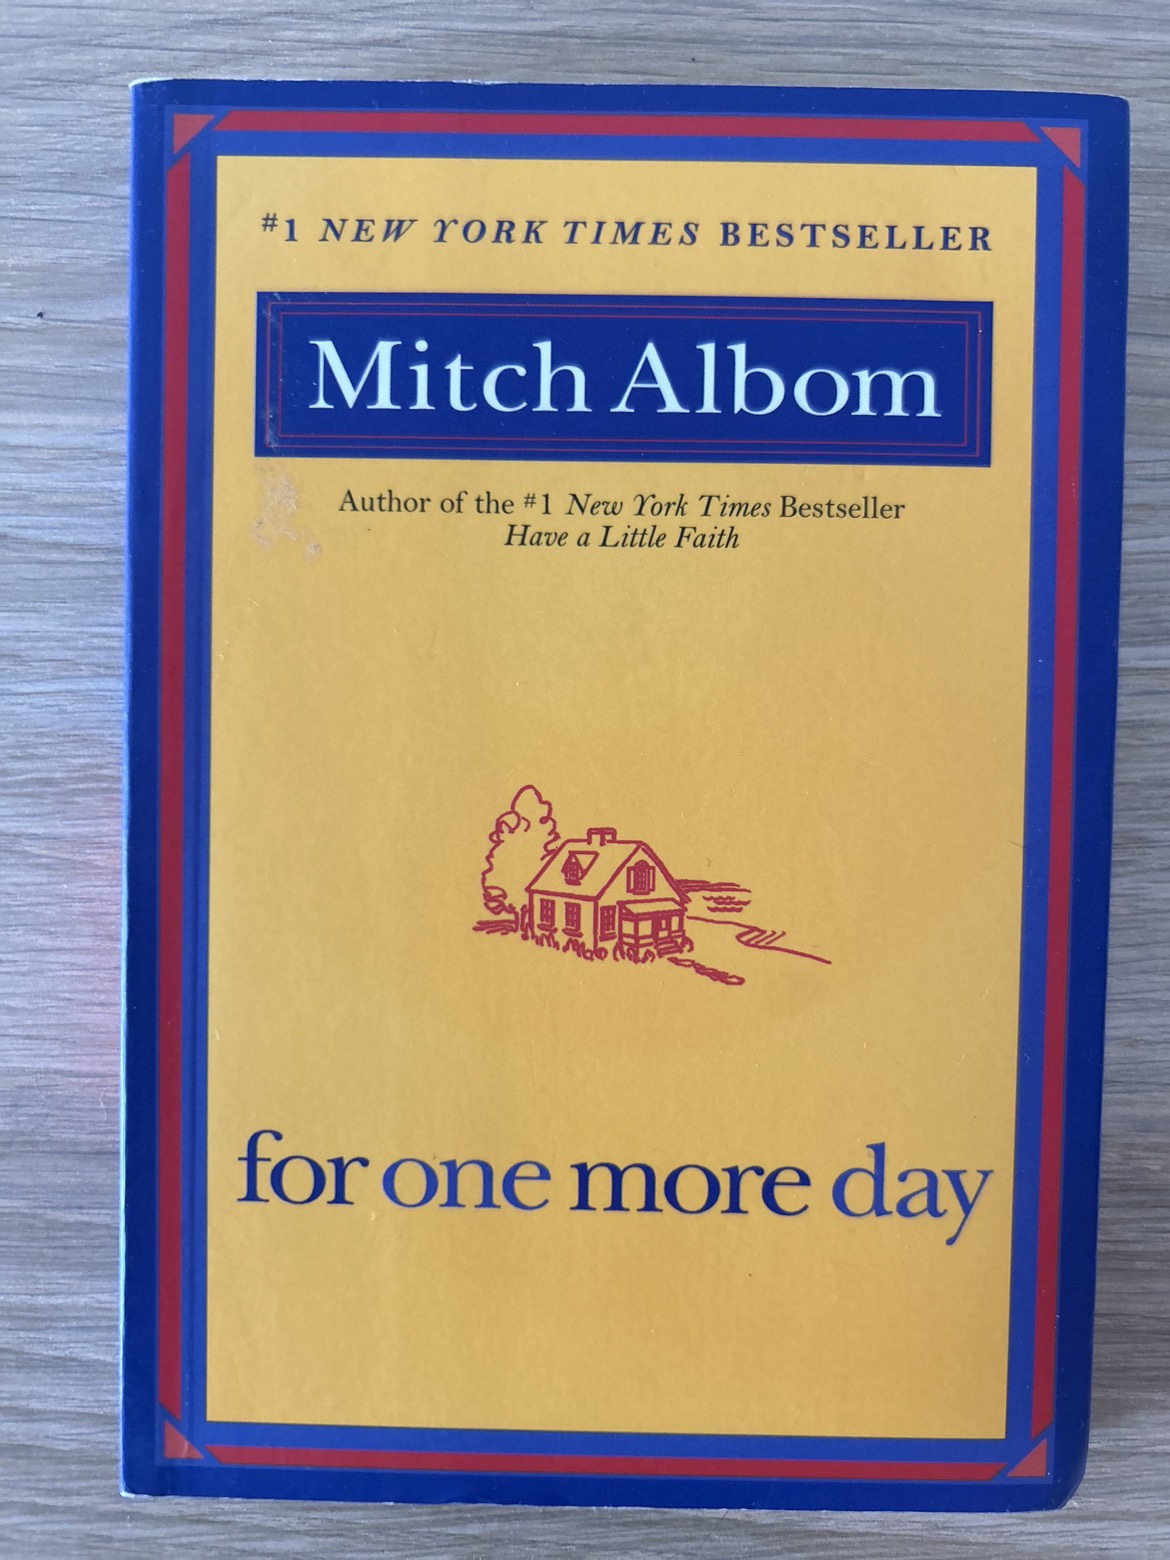 #1 NEW YORK TIMES BESTSELLER
Mitch Albom
Author of the #1 New York Times Bestseller
Have a Little Faith
for one more day